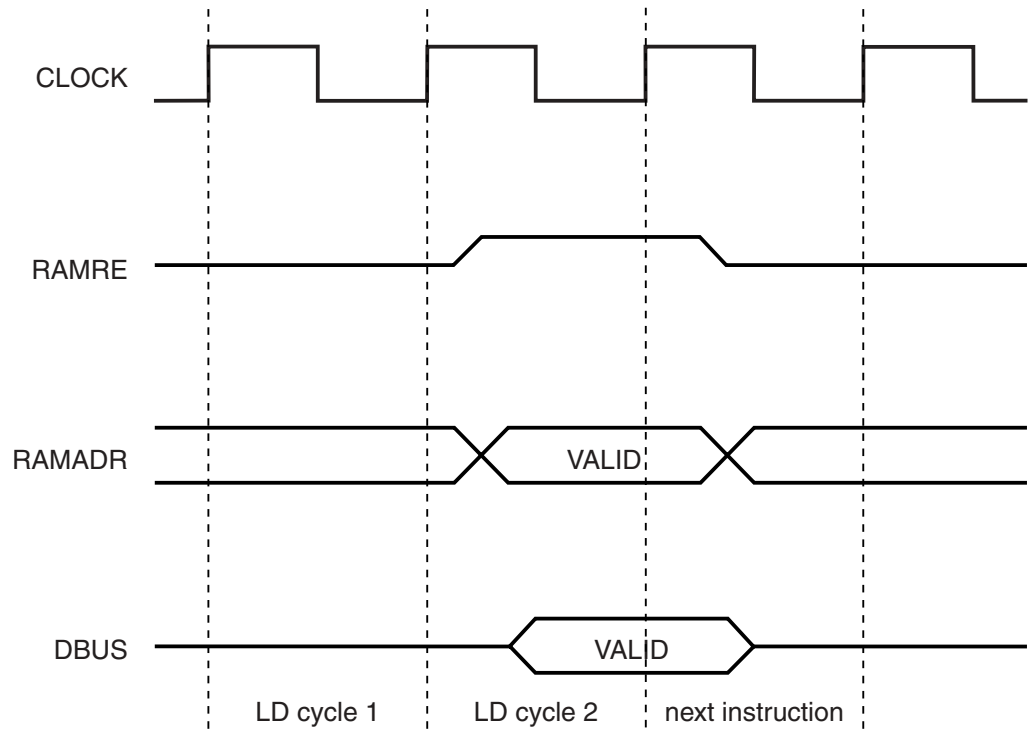 CLOCK
RAMRE
RAMADR
VALID
DBUS
VALID
LD cycle 1
LD cycle 2
next instruction